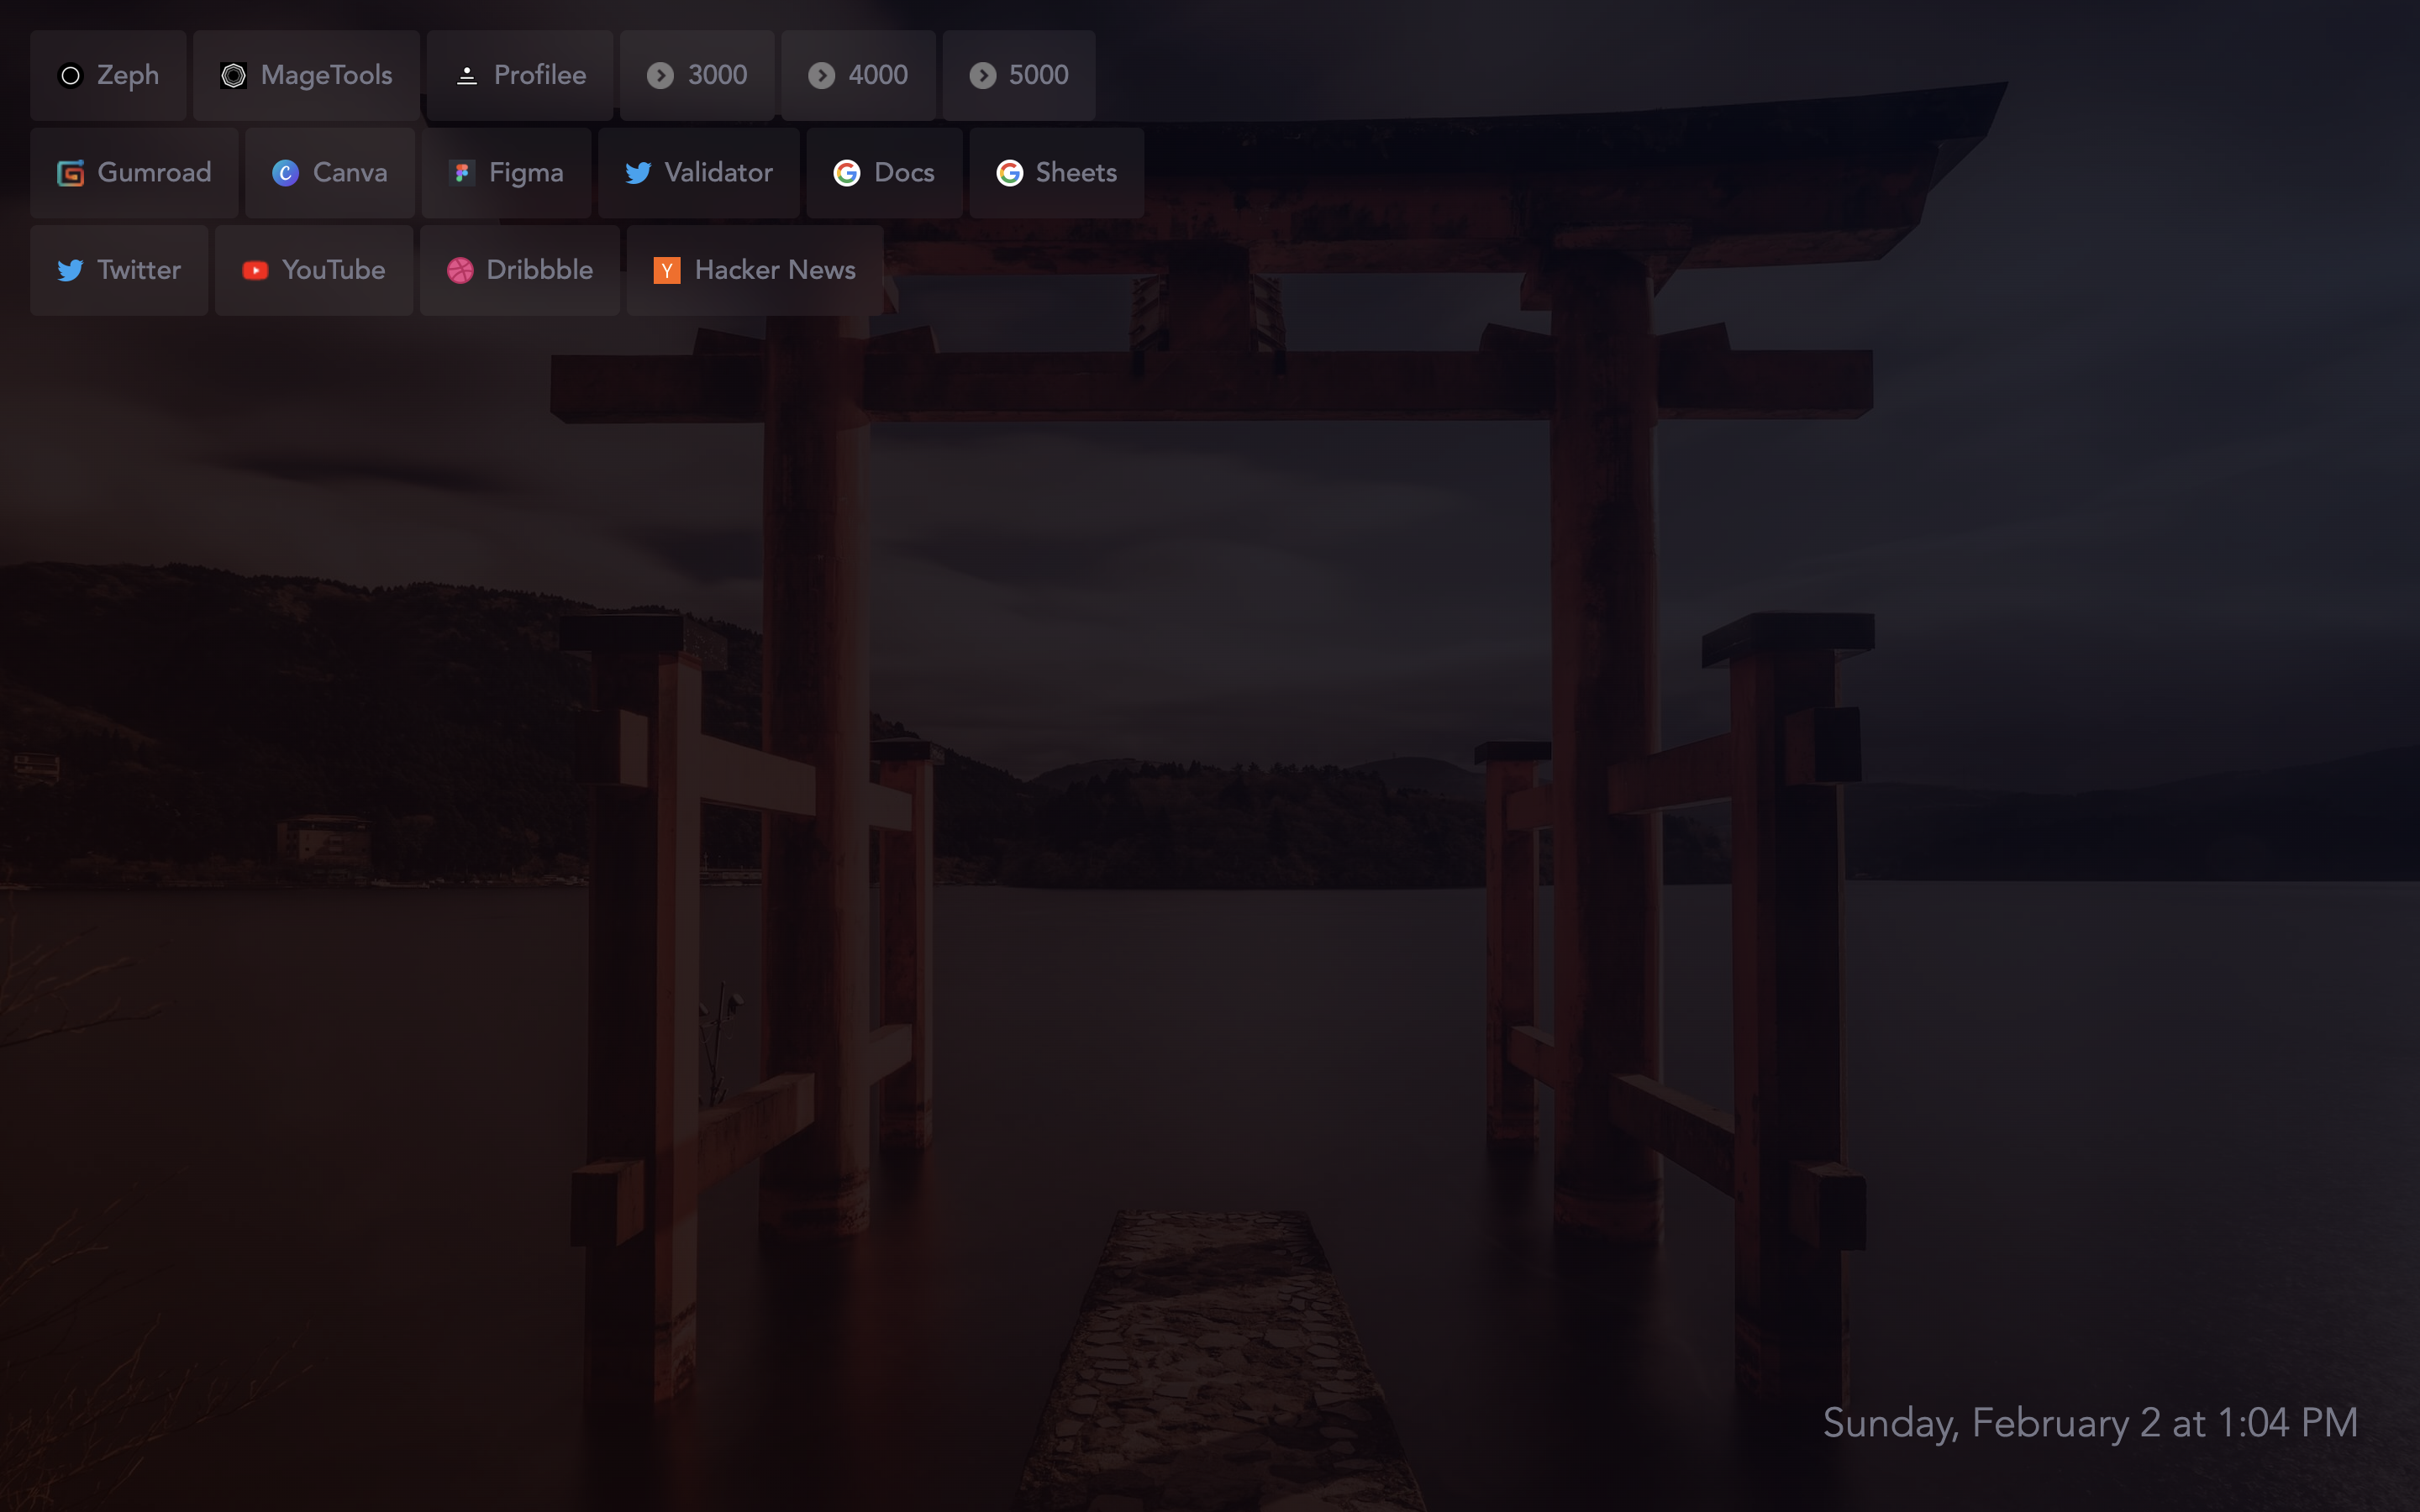 Zeph MageTools Profilee 3000 4000 5000
Gumroad Canva Figma Validator Docs Sheets
Twitter YouTube Dribbble Hacker News
Sunday, February 2 at 1:04 PM